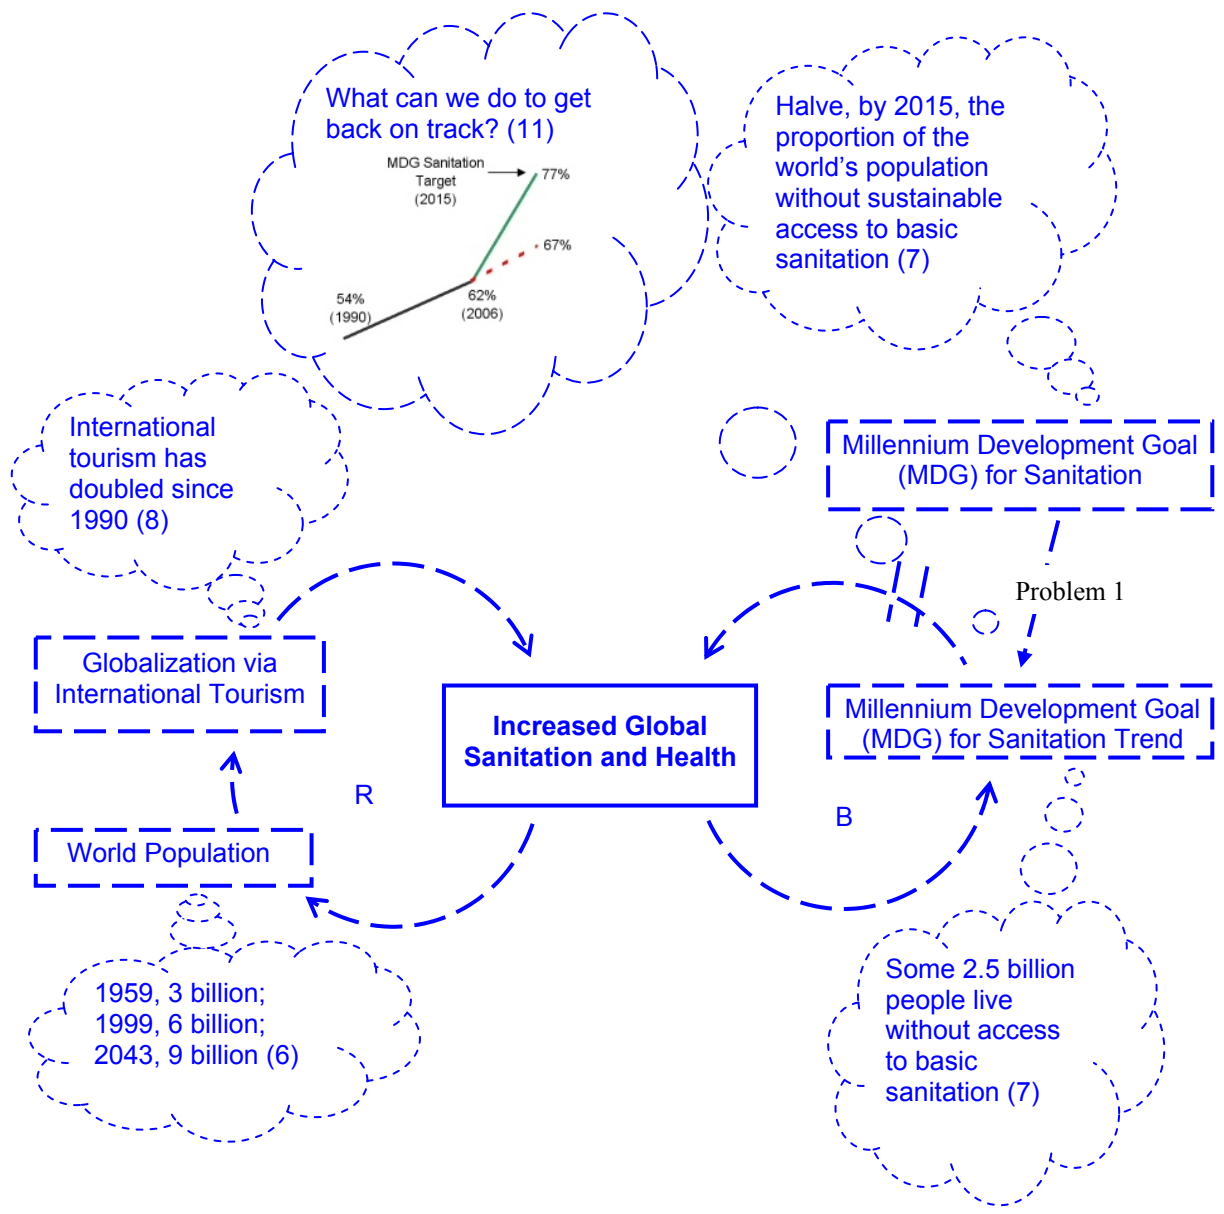 What can we do to get
back on track? (11)
MDG Sanitation
Target
(2015)
77%
67%
54%
(1990)
62%
(2006)
Halve, by 2015, the
proportion of the
world's population
without sustainable
access to basic
sanitation (7)
International
tourism has
doubled since
1990 (8)
Millennium Development Goal
(MDG) for Sanitation
Problem 1
Globalization via
International Tourism
Increased Global
Sanitation and Health
Millennium Development Goal
(MDG) for Sanitation Trend
R
B
World Population
1959, 3 billion;
1999, 6 billion;
2043, 9 billion (6)
Some 2.5 billion
people live
without access
to basic
sanitation (7)